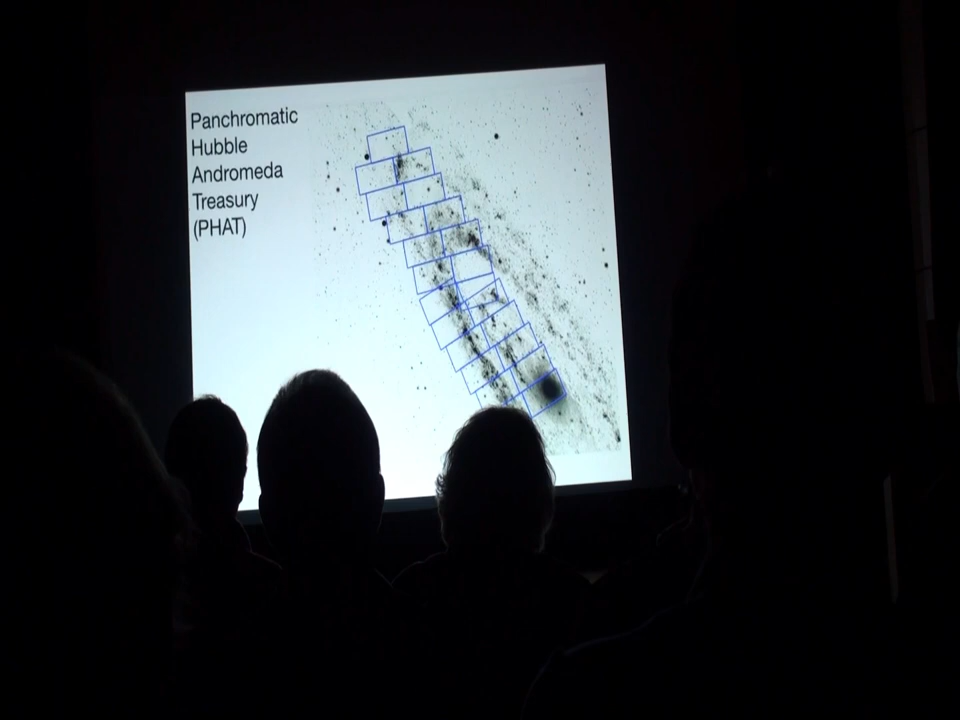 Panchromatic
Hubble
Andromeda
Treasury
(PHAT)